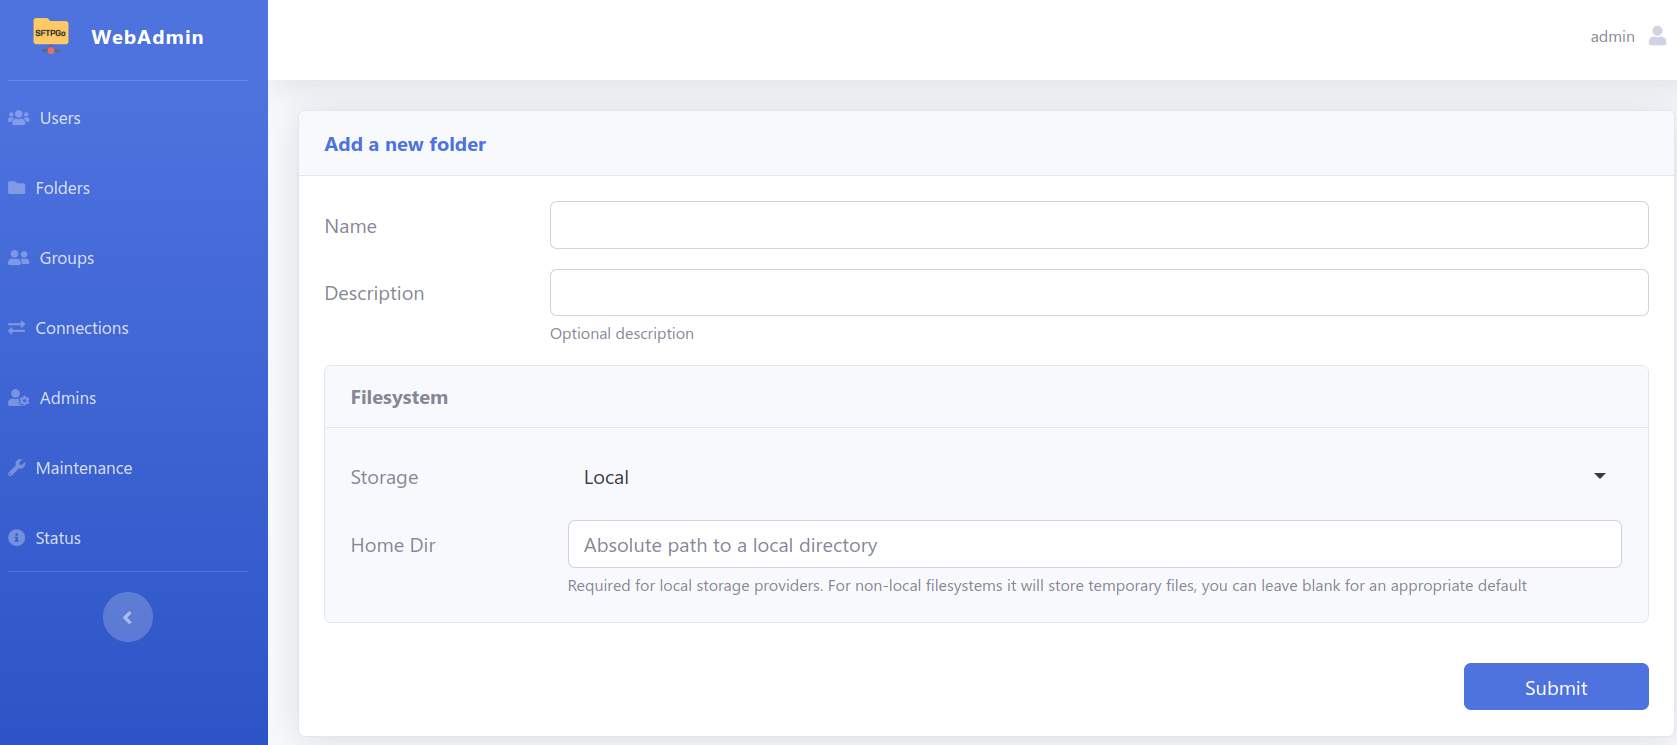 SFTPGo
WebAdmin
admin
Users
Folders
Groups
Connections
Admins
Maintenance
Status
Add a new folder
Name
Description
Optional description
Filesystem
Storage
Local
Home Dir
Absolute path to a local directory
Required for local storage providers. For non-local filesystems it will store temporary files, you can leave blank for an appropriate default
Submit